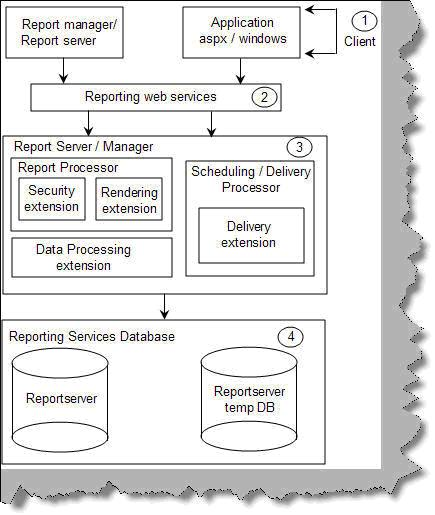 Report manager/
Report server
Application
aspx / windows
1
Client
Reporting web services
2
Report Server / Manager
3
Report Processor
Security
extension
Rendering
extension
Data Processing
extension
Scheduling / Delivery
Processor
Delivery
extension
Reporting Services Database
4
Reportserver
Reportserver
temp DB